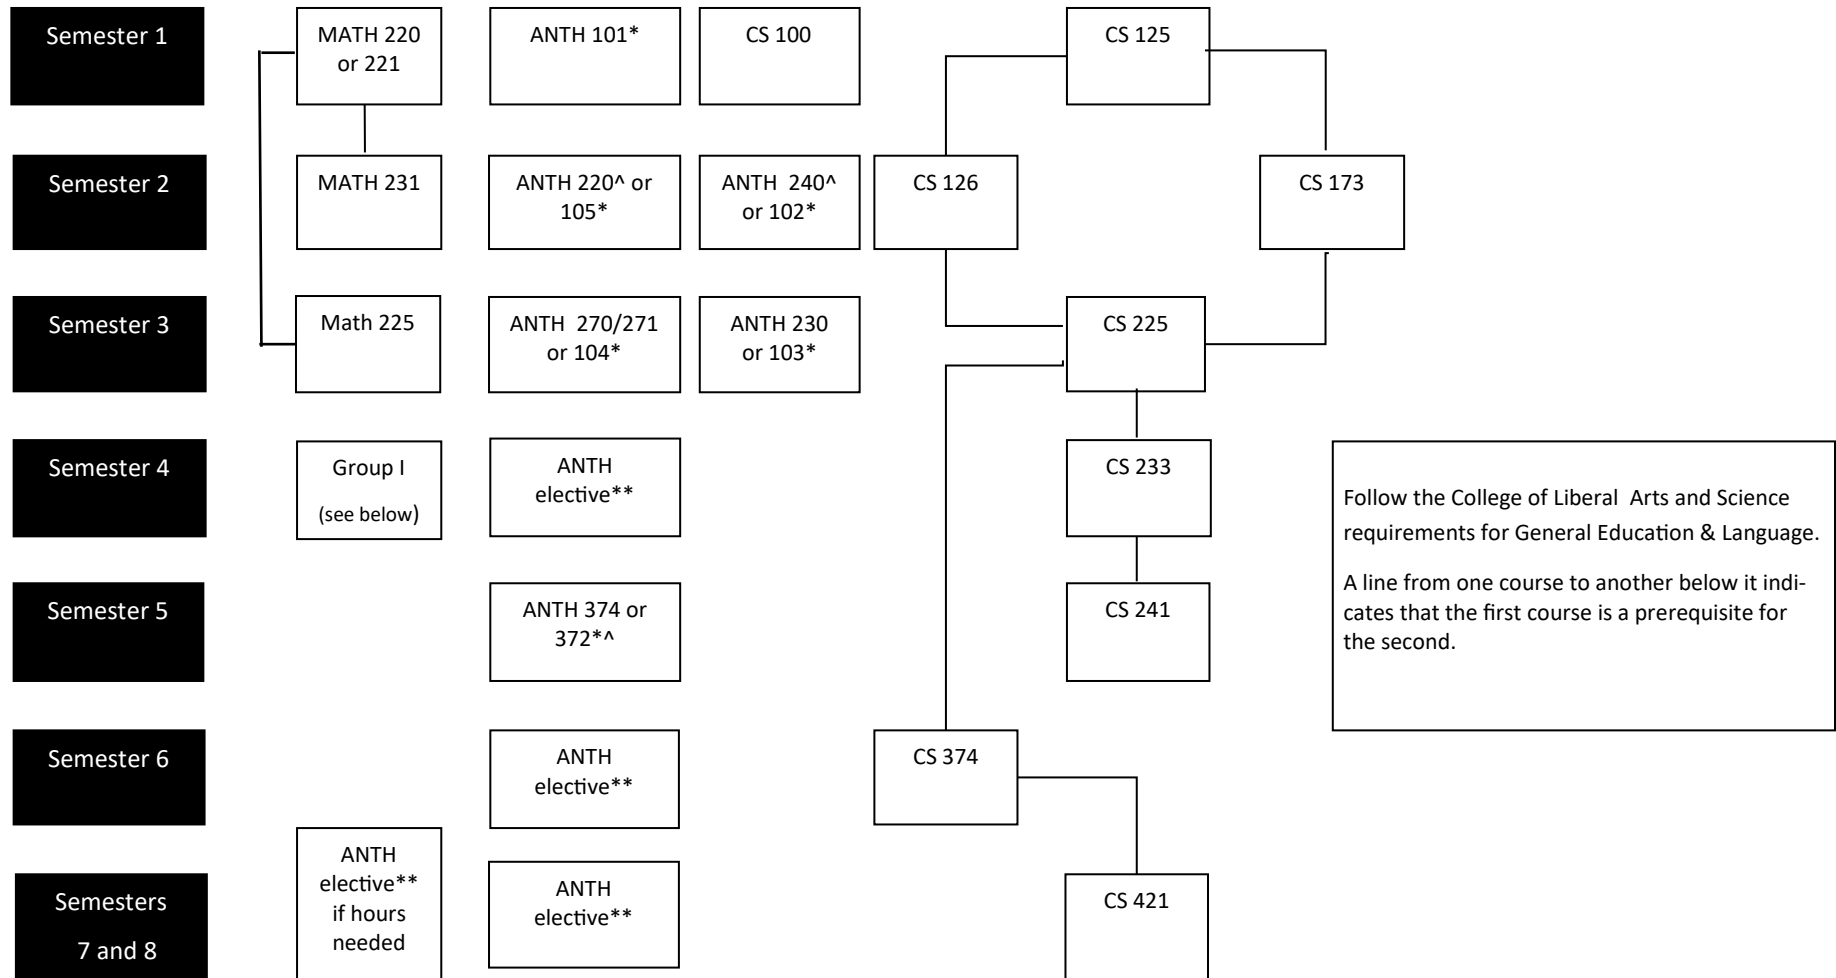 Semester 1
MATH 220
or 221
ANTH 101*
CS 100
CS 125
Semester 2
MATH 231
ANTH 220^ or
105*
ANTH  240^
or 102*
CS 126
CS 173
Semester 3
Math 225
ANTH  270/271
or 104*
ANTH 230
or 103*
CS 225
Semester 4
Group I
(see below)
ANTH
elective**
CS 233
Follow the College of Liberal  Arts and Science
requirements for General Education & Language.
A line from one course to another below it indi-
cates that the first course is a prerequisite for
the second.
Semester 5
ANTH 374 or
372*^
CS 241
Semester 6
ANTH
elective**
CS 374
Semesters
7 and 8
ANTH
elective**
if hours
needed
ANTH
elective**
CS 421